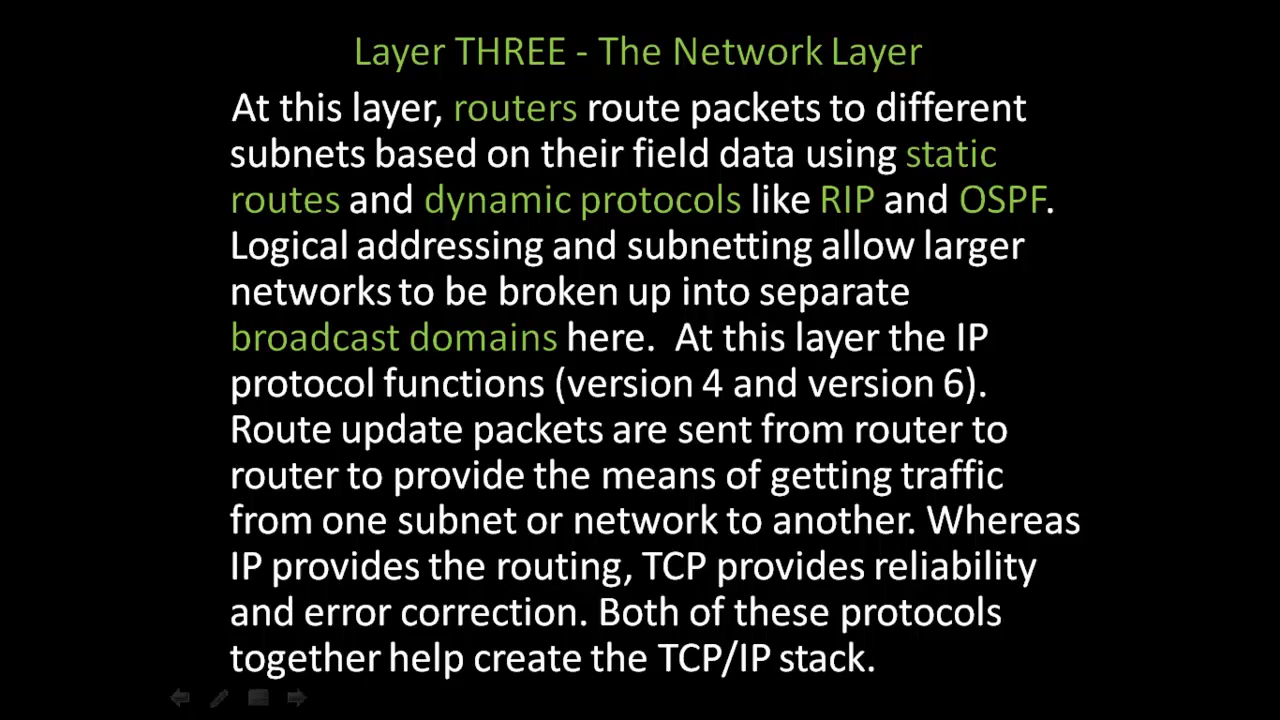 Layer THREE - The Network Layer
At this layer, routers route packets to different
subnets based on their field data using static
routes and dynamic protocols like RIP and OSPF.
Logical addressing and subnetting allow larger
networks to be broken up into separate
broadcast domains here.  At this layer the IP
protocol functions (version 4 and version 6).
Route update packets are sent from router to
router to provide the means of getting traffic
from one subnet or network to another. Whereas
IP provides the routing, TCP provides reliability
and error correction. Both of these protocols
together help create the TCP/IP stack.